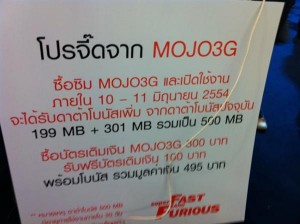 โปรจี๊ดจาก MOJO3G
ซื้อซิม MOJO3G และเปิดใช้งาน
ภายใน 10 - 11 มิถุนายน 2554
จะได้รับดาต้าโบนัสเพิ่ม จากดาต้าโบนัสปัจจุบัน
199 MB + 301 MB รวมเป็น 500 MB
ซื้อบัตรเติมเงิน MOJO3G 300 บาท
รับฟรีบัตรเติมเงิน 100 บาท
พร้อมโบนัส รวมมูลค่าเงิน 495 บาท
FAST
FURIOUS